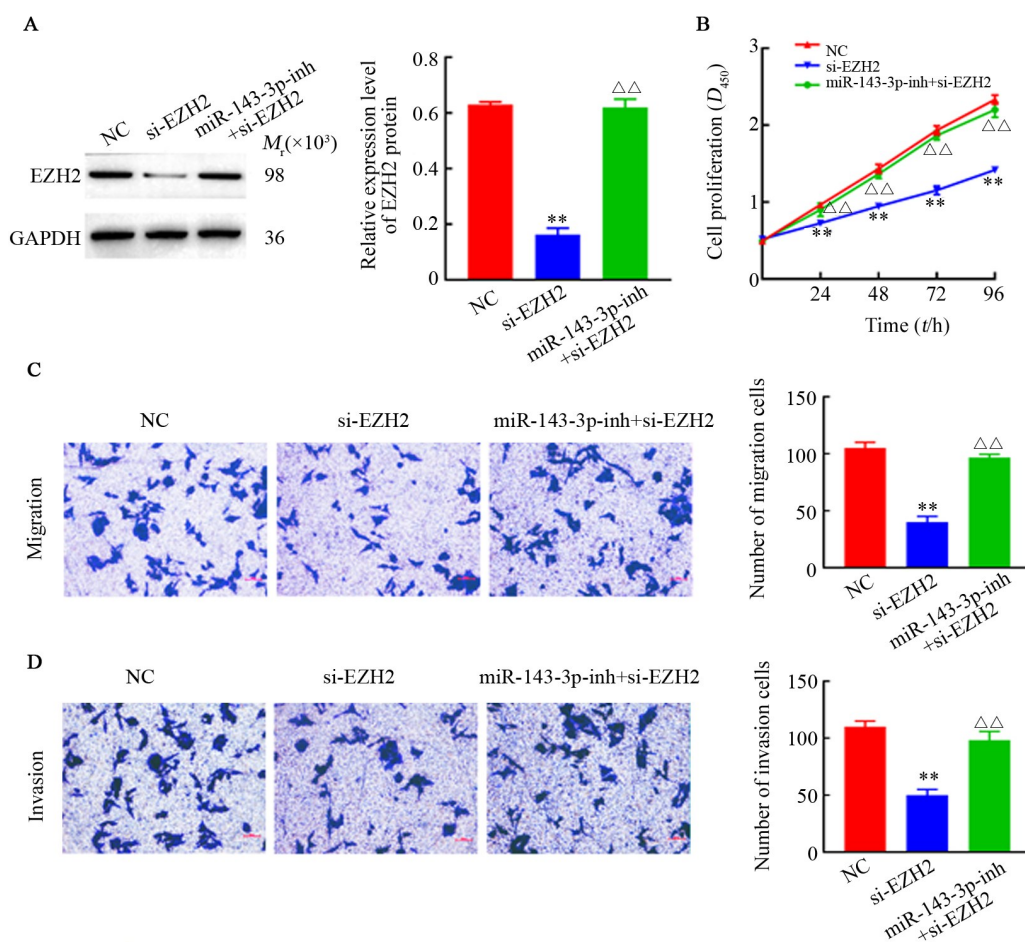 A
NC
si-EZH2
miR-143-3p-inh
+si-EZH2
Mr(×10³)
EZH2
98
GAPDH
36
Relative expression level
of EZH2 protein
0.8
0.6
0.4
0.2
0
**
△△
NC
si-EZH2
miR-143-3p-inh
+si-EZH2
B
NC
si-EZH2
miR-143-3p-inh+si-EZH2
Cell proliferation (D450)
3
2
1
0
△△
△△
△△
△△
**
**
**
**
24
48
72
96
Time (t/h)
C
NC
si-EZH2
miR-143-3p-inh+si-EZH2
Migration
Number of migration cells
150
100
50
0
**
△△
NC
si-EZH2
miR-143-3p-inh
+si-EZH2
D
NC
si-EZH2
miR-143-3p-inh+si-EZH2
Invasion
Number of invasion cells
150
100
50
0
**
△△
NC
si-EZH2
miR-143-3p-inh
+si-EZH2